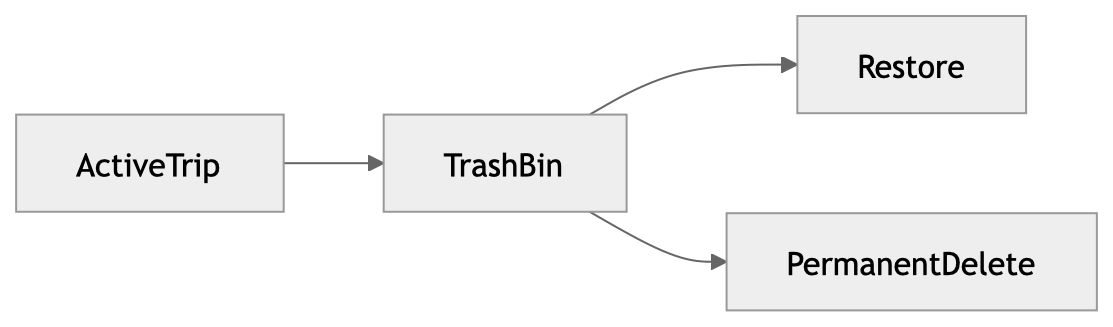 Restore
ActiveTrip
TrashBin
PermanentDelete